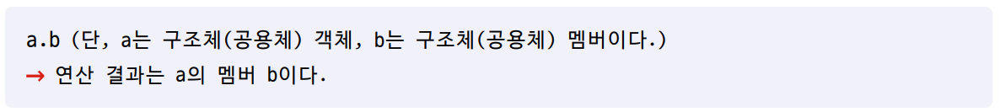 a.b (단, a는 구조체(공용체) 객체, b는 구조체(공용체) 멤버이다.)
→ 연산 결과는 a의 멤버 b이다.